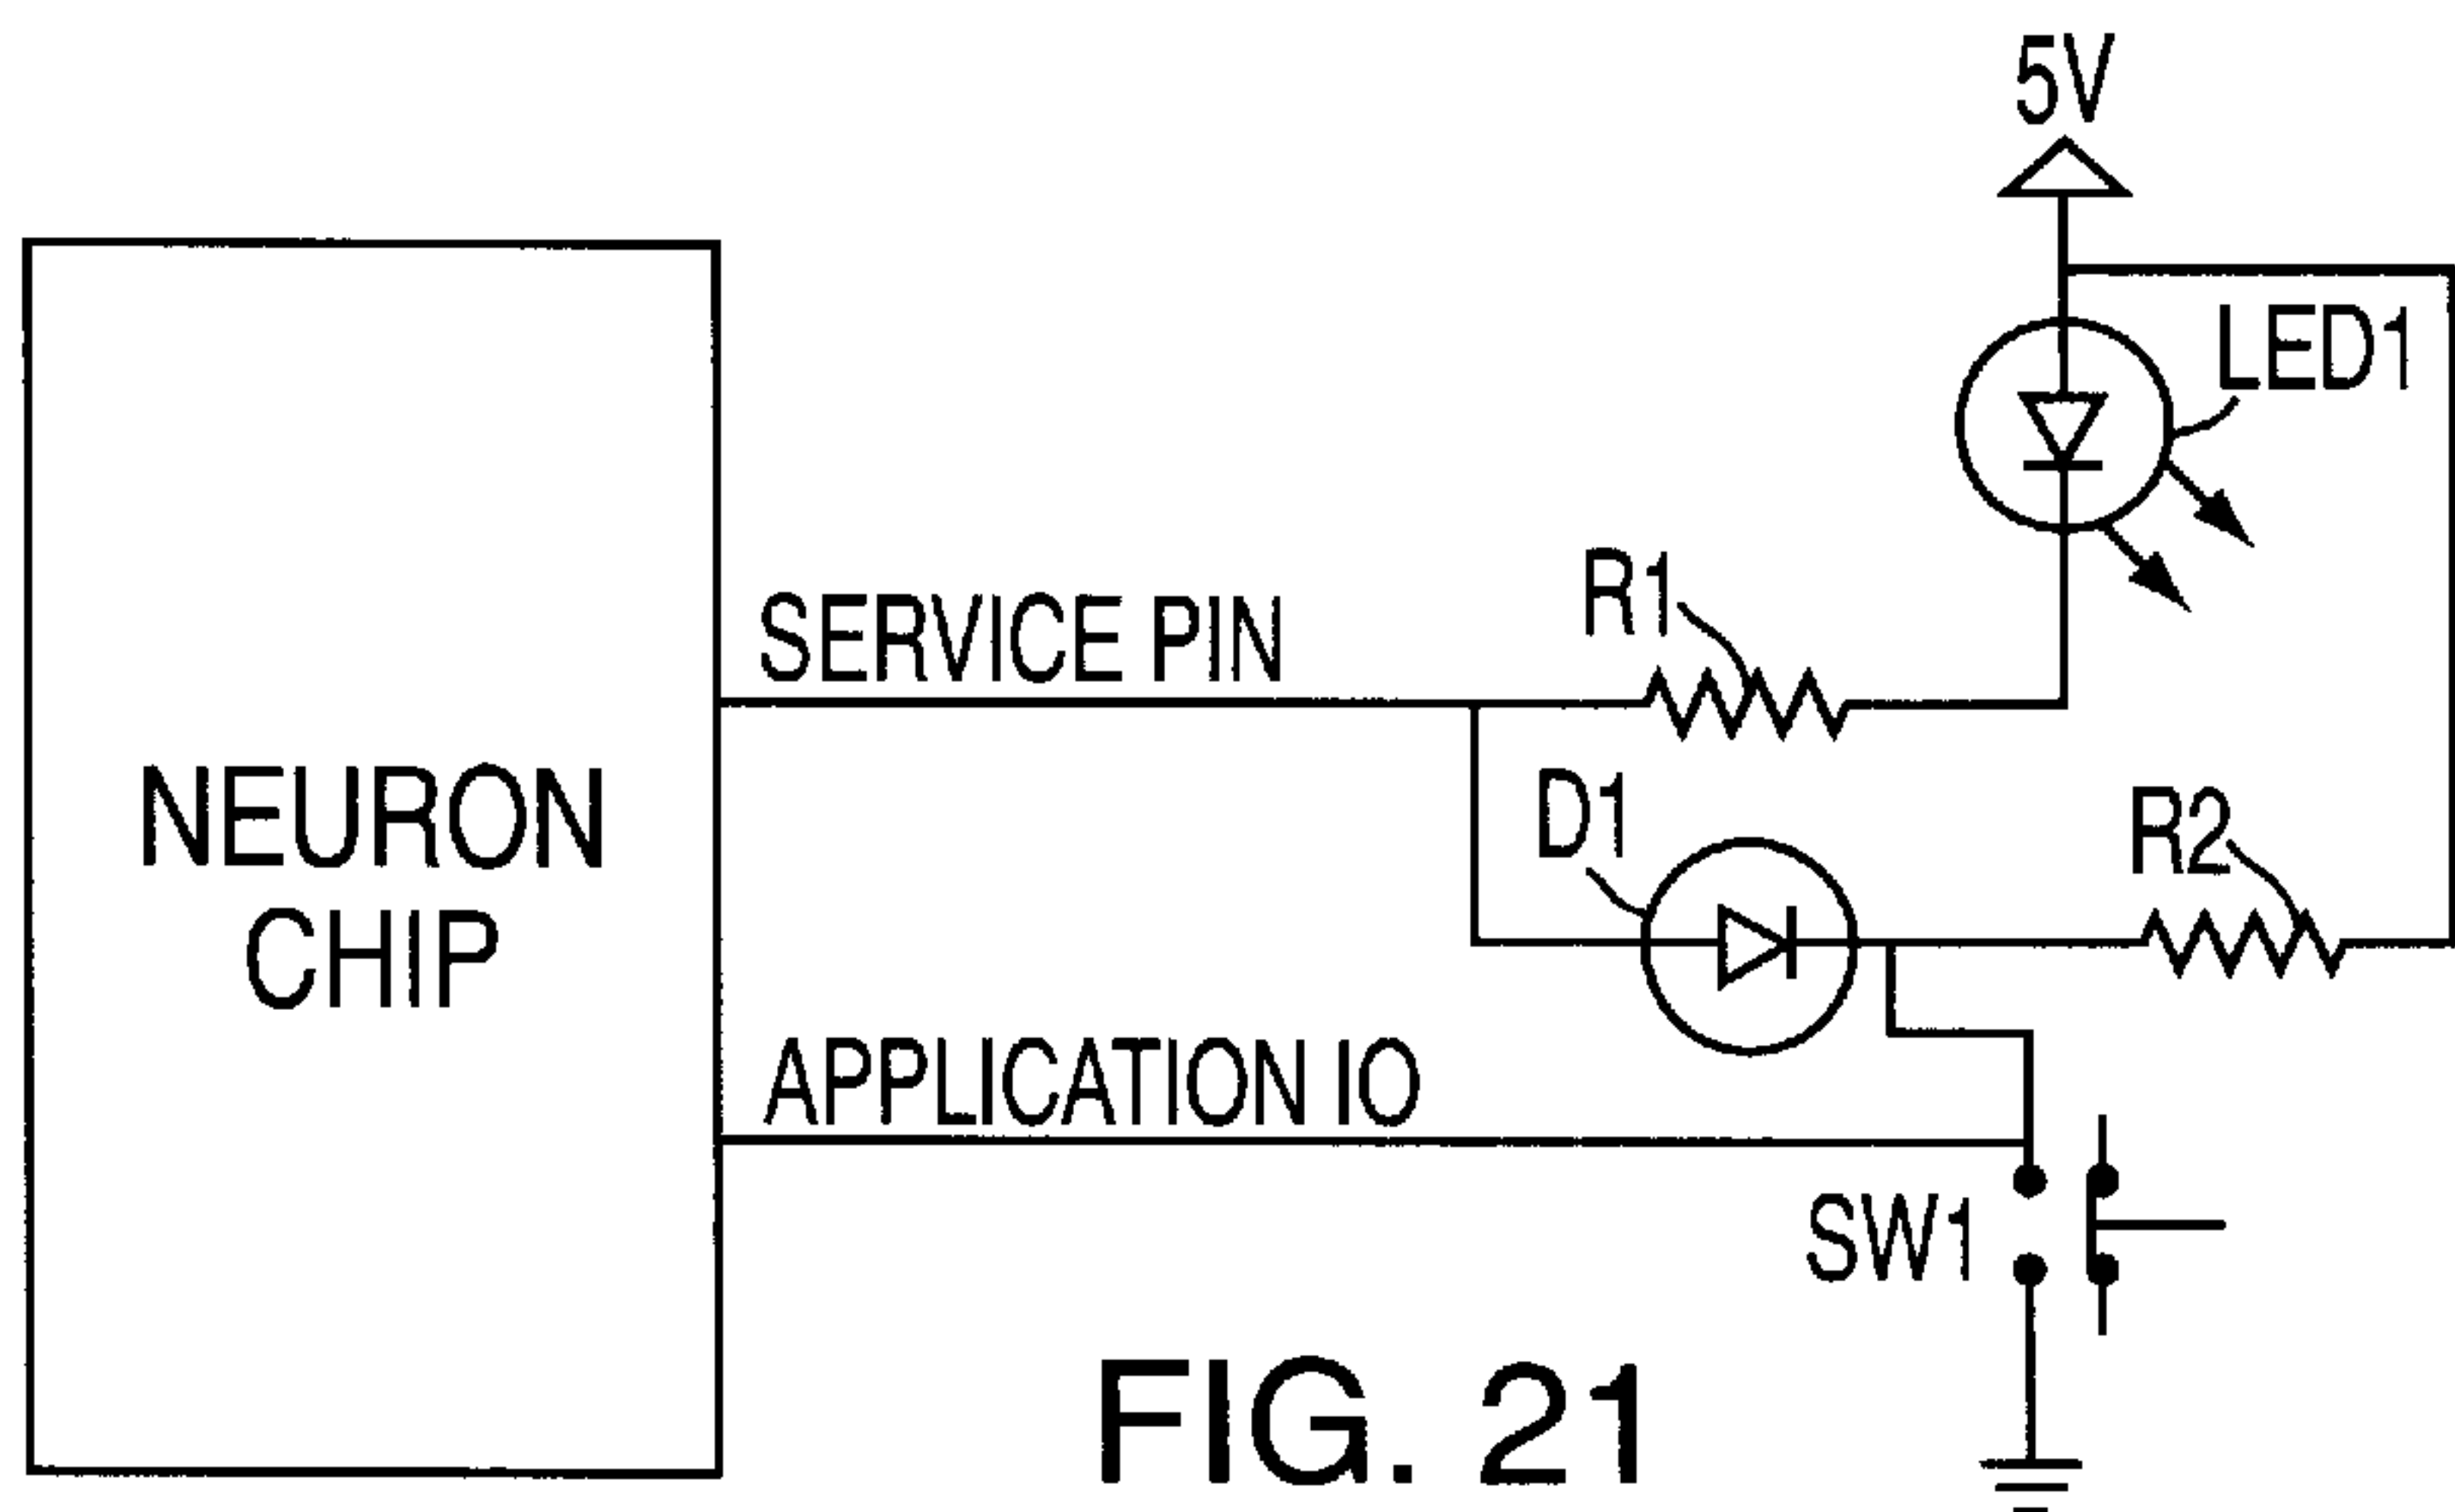 5V
LED1
R1
SERVICE PIN
NEURON
CHIP
D1
R2
APPLICATION IO
SW1
FIG. 21